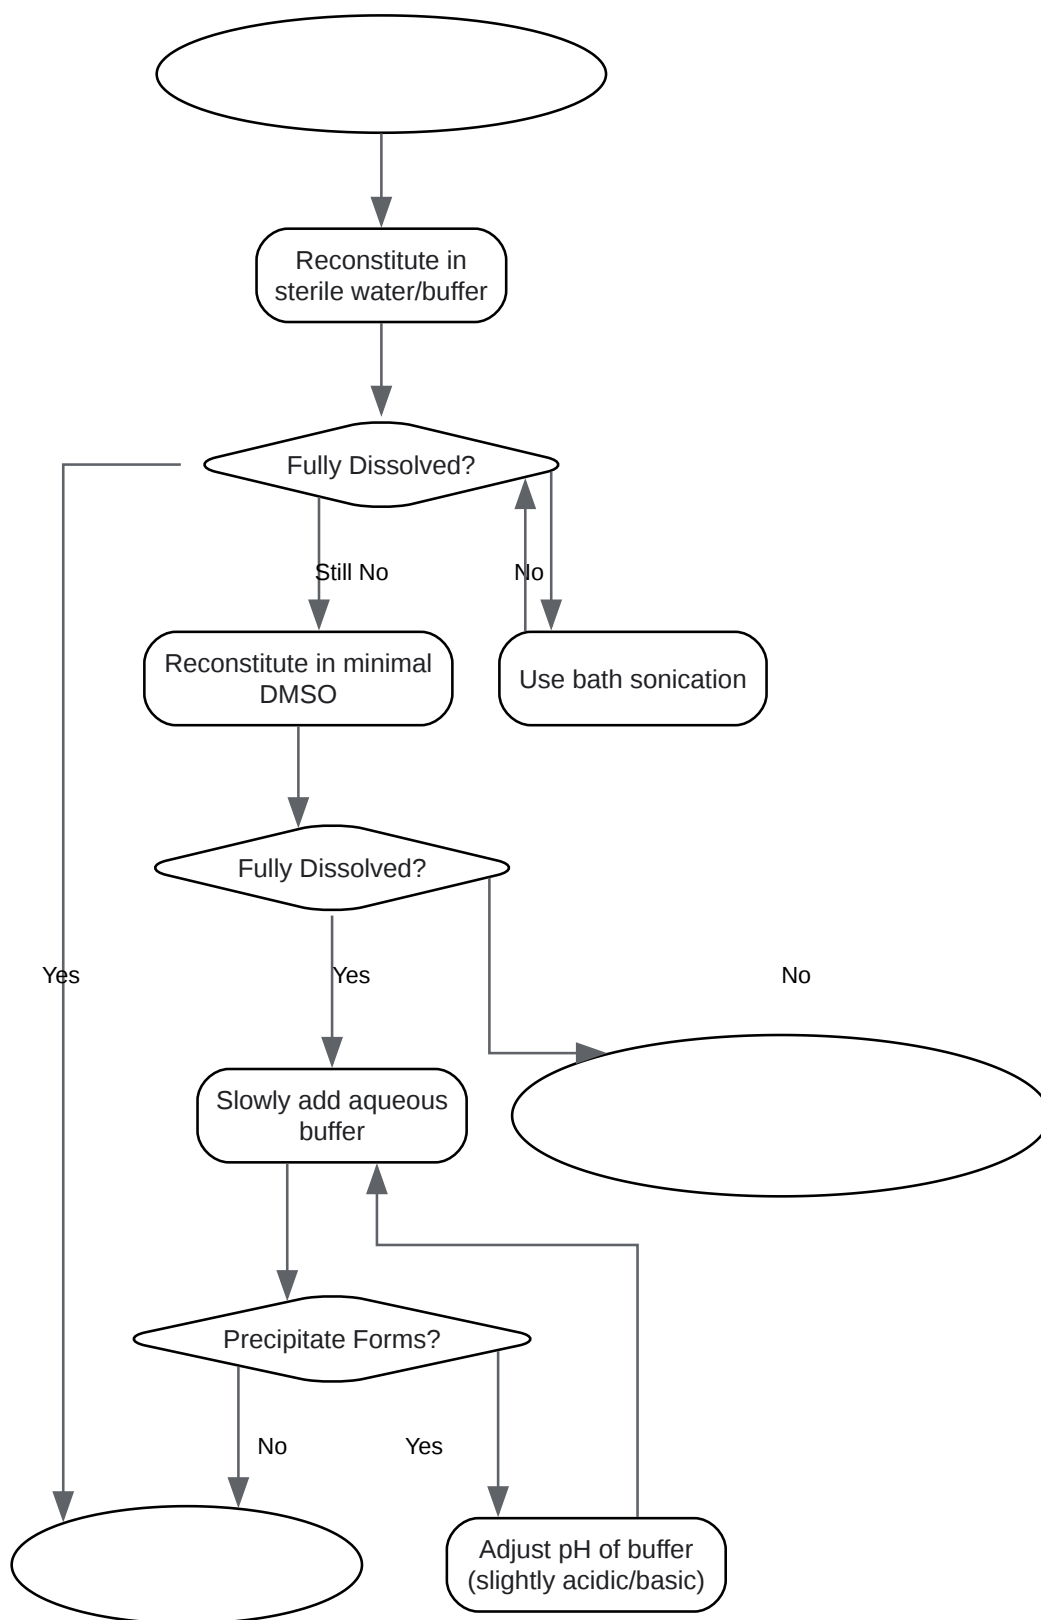 Reconstitute in
sterile water/buffer
Fully Dissolved?
Still No
No
Reconstitute in minimal
DMSO
Use bath sonication
Fully Dissolved?
Yes
Yes
No
Slowly add aqueous
buffer
Precipitate Forms?
No
Yes
Adjust pH of buffer
(slightly acidic/basic)